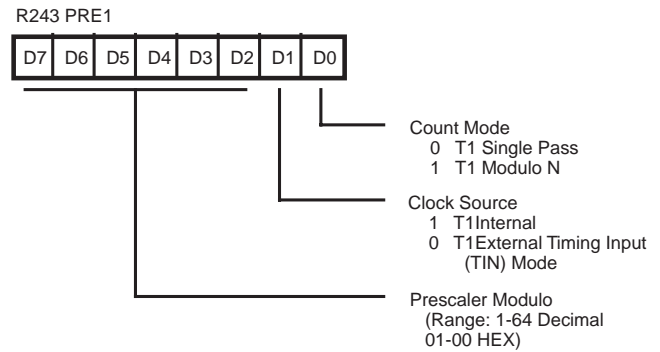 R243 PRE1
D7 D6 D5 D4 D3 D2 D1 D0
Count Mode
0 T1 Single Pass
1 T1 Modulo N
Clock Source
1 T1Internal
0 T1External Timing Input
(TIN) Mode
Prescaler Modulo
(Range: 1-64 Decimal
01-00 HEX)